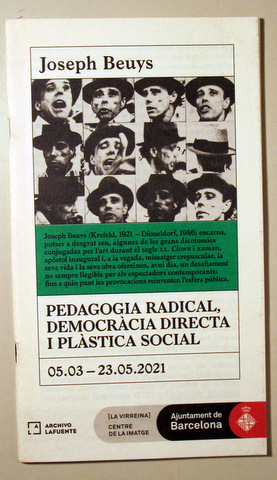 Joseph Beuys
Joseph Beuys (Krefeld, 1921 – Düsseldorf, 1986) encarna,
potser a desgrat seu, algunes de les grans dicotomies
conjugades per l'art durant el segle XX. Clown i xaman,
apòstol inaugural i, a la vegada, missatger crepuscular, la
seva vida i la seva obra ofereixen, avui dia, un desafiament
no sempre llegible per als espectadors contemporanis:
fins a quin punt les provocacions reinventen l'esfera pública.
PEDAGOGIA RADICAL,
DEMOCRÀCIA DIRECTA
I PLÀSTICA SOCIAL
05.03 – 23.05.2021
LA
ARCHIVO
LAFUENTE
[LA VIRREINA]
CENTRE
DE LA IMATGE
Ajuntament de
Barcelona